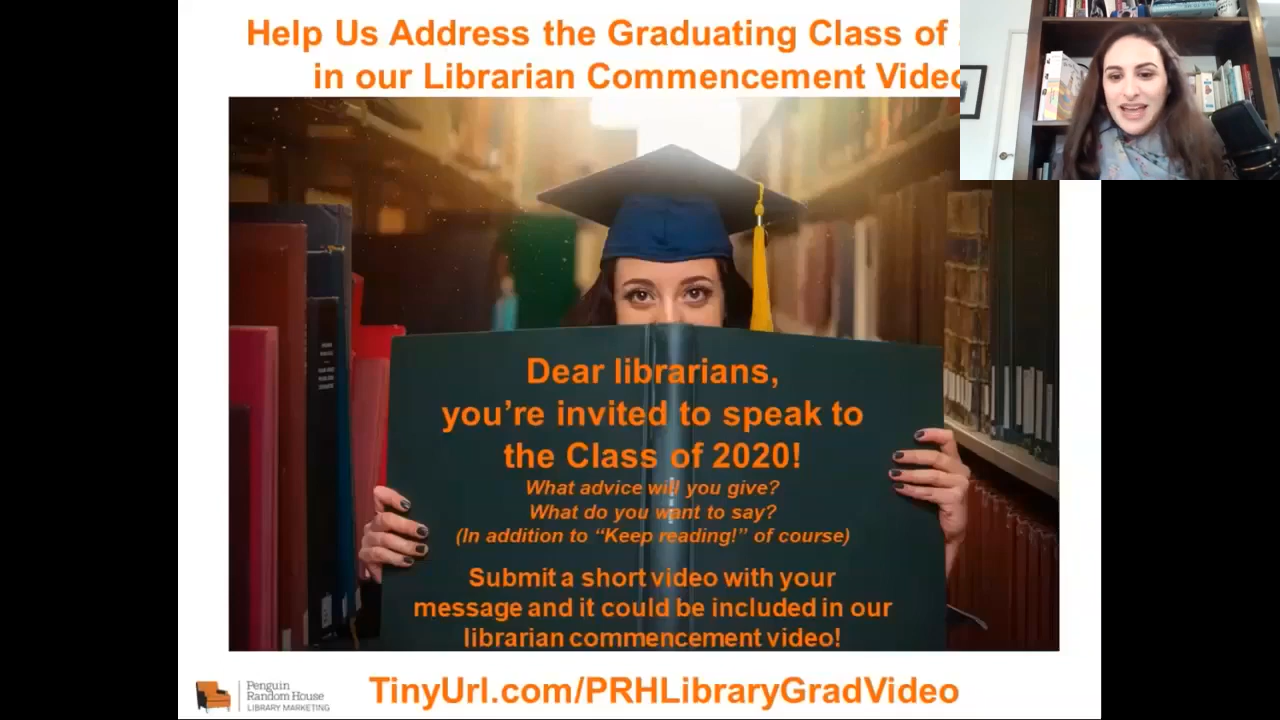 Help Us Address the Graduating Class of
in our Librarian Commencement Video
Dear librarians,
you’re invited to speak to
the Class of 2020!
What advice will you give?
What do you want to say?
(In addition to “Keep reading!” of course)
Submit a short video with your
message and it could be included in our
librarian commencement video!
Penguin
Random House
LIBRARY MARKETING
TinyUrl.com/PRHLibraryGradVideo